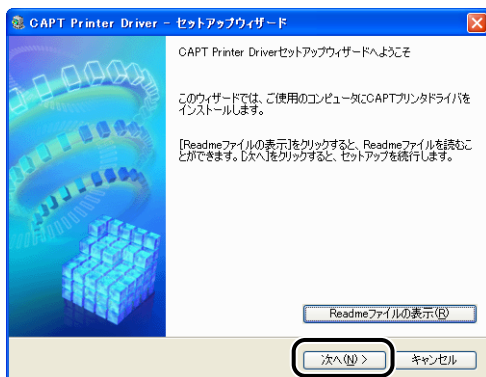 CAPT Printer Driver - セットアップウィザード
CAPT Printer Driverセットアップウィザードへようこそ
このウィザードでは、ご使用のコンピュータにCAPTプリンタドライバを
インストールします。
[Readmeファイルの表示]をクリックすると、Readmeファイルを読むこ
とができます。[次へ]をクリックすると、セットアップを続行します。
Readmeファイルの表示(R)
次へ(N) >
キャンセル